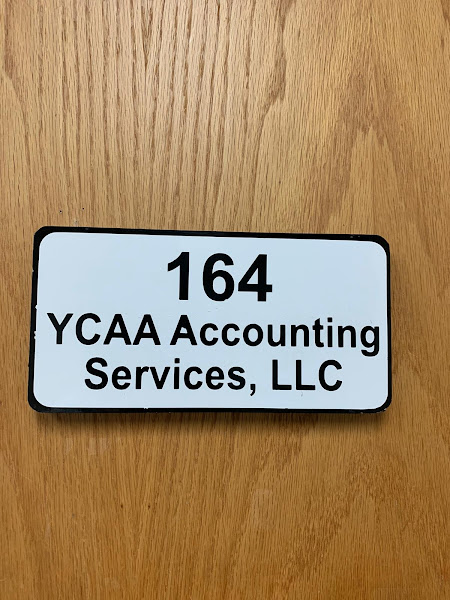 164
YCAA Accounting
Services, LLC